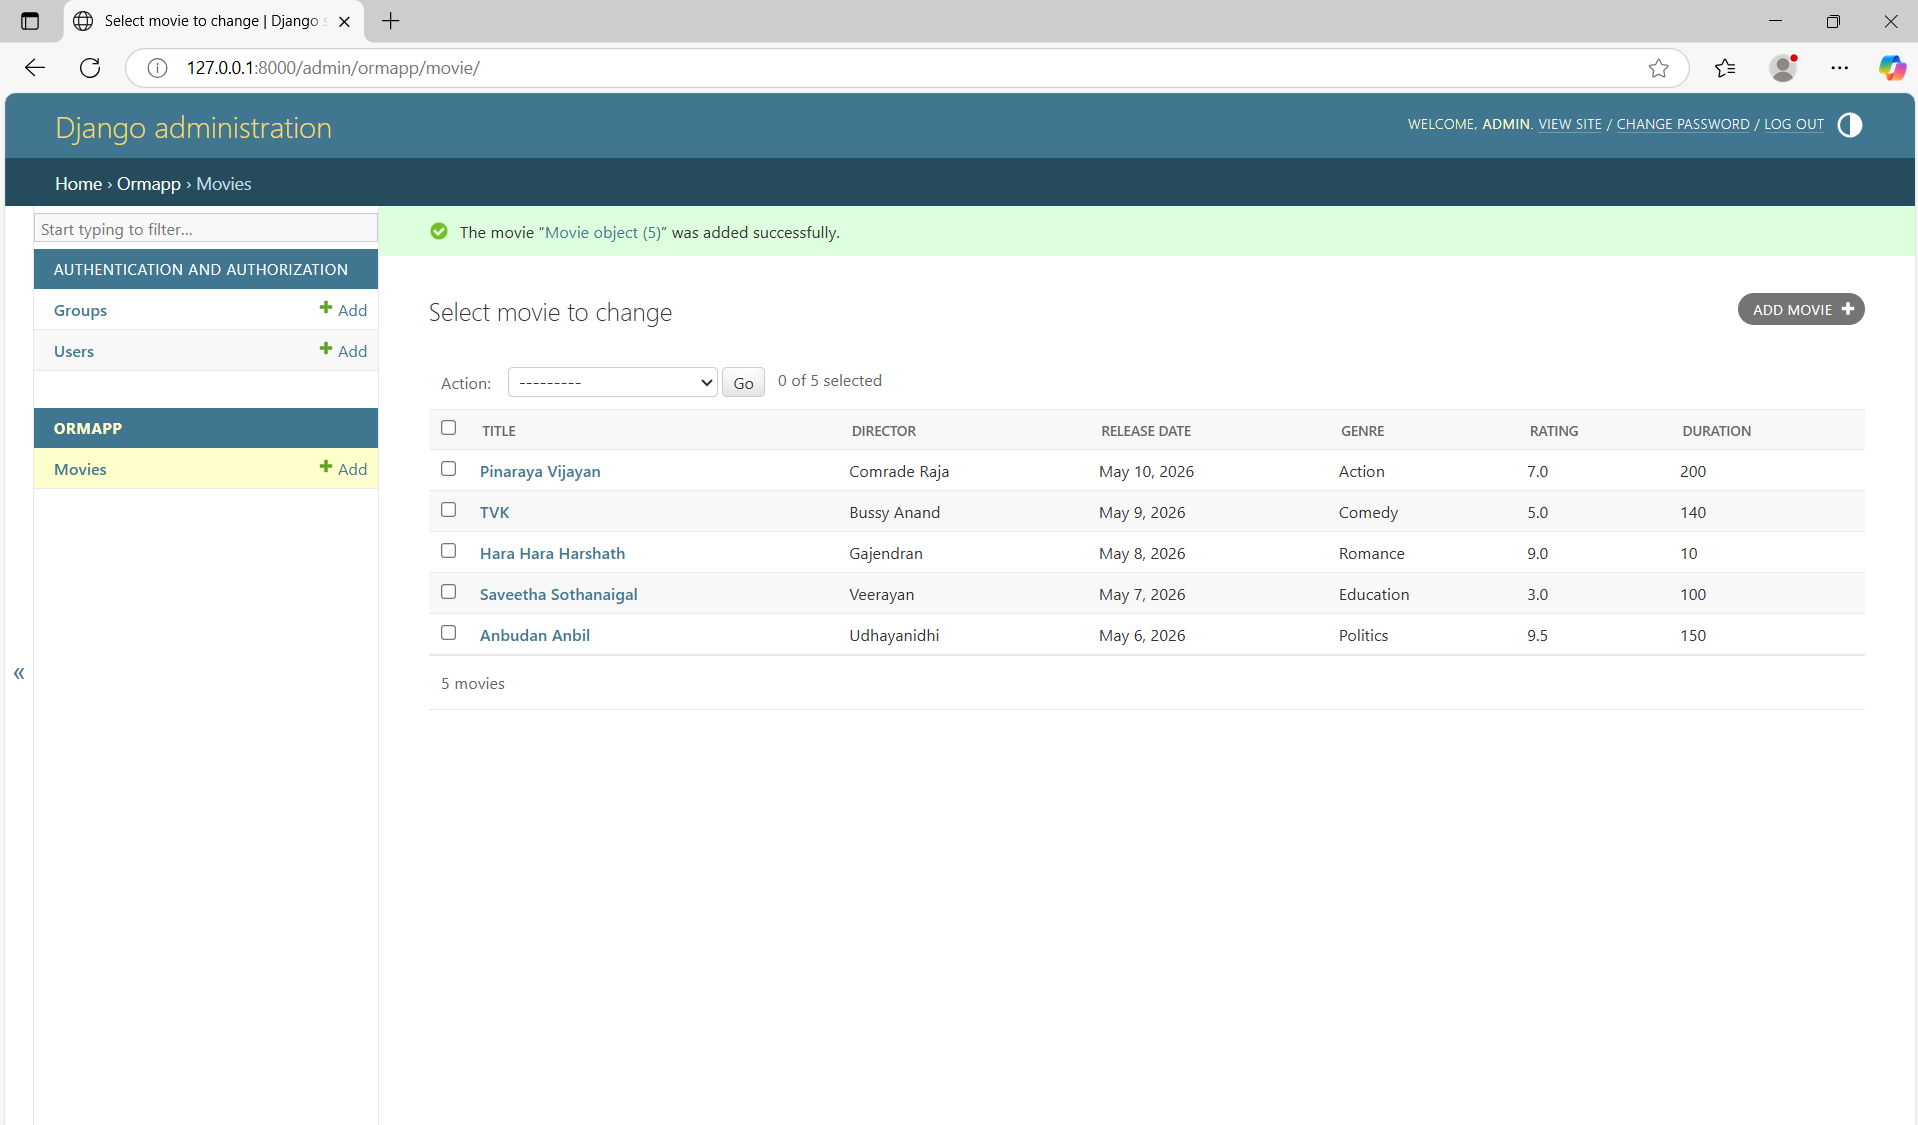 Select movie to change | Django s
127.0.0.1:8000/admin/ormapp/movie/
Django administration
WELCOME, ADMIN. VIEW SITE / CHANGE PASSWORD / LOG OUT
Home › Ormapp › Movies
Start typing to filter...
The movie “Movie object (5)” was added successfully.
AUTHENTICATION AND AUTHORIZATION
Groups Add
Users Add
ORMAPP
Movies Add
«
Select movie to change
ADD MOVIE
Action: --------- Go 0 of 5 selected
TITLE DIRECTOR RELEASE DATE GENRE RATING DURATION
Pinaraya Vijayan Comrade Raja May 10, 2026 Action 7.0 200
TVK Bussy Anand May 9, 2026 Comedy 5.0 140
Hara Hara Harshath Gajendran May 8, 2026 Romance 9.0 10
Saveetha Sothanaigal Veerayan May 7, 2026 Education 3.0 100
Anbudan Anbil Udhayanidhi May 6, 2026 Politics 9.5 150
5 movies